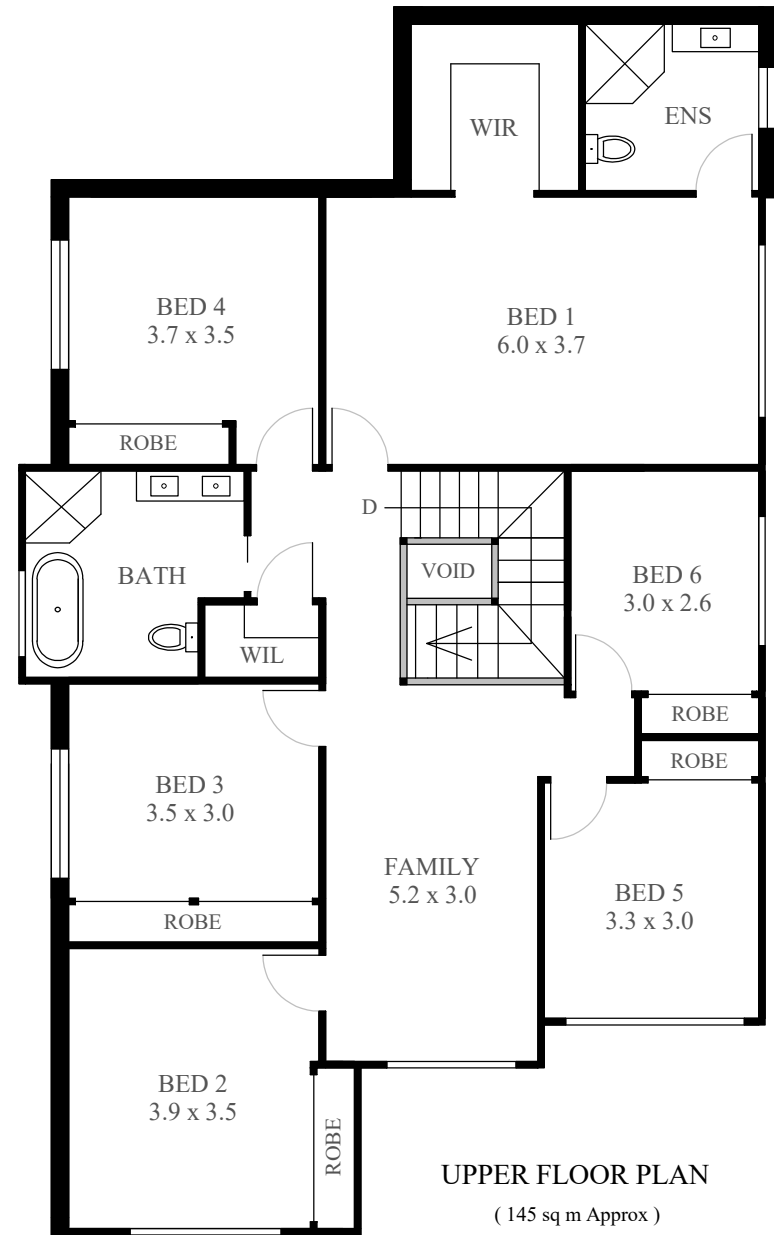 WIR
ENS
BED 4
3.7 x 3.5
BED 1
6.0 x 3.7
ROBE
D
BATH
VOID
BED 6
3.0 x 2.6
WIL
ROBE
ROBE
BED 3
3.5 x 3.0
FAMILY
5.2 x 3.0
BED 5
3.3 x 3.0
ROBE
BED 2
3.9 x 3.5
ROBE
UPPER FLOOR PLAN
( 145 sq m Approx )